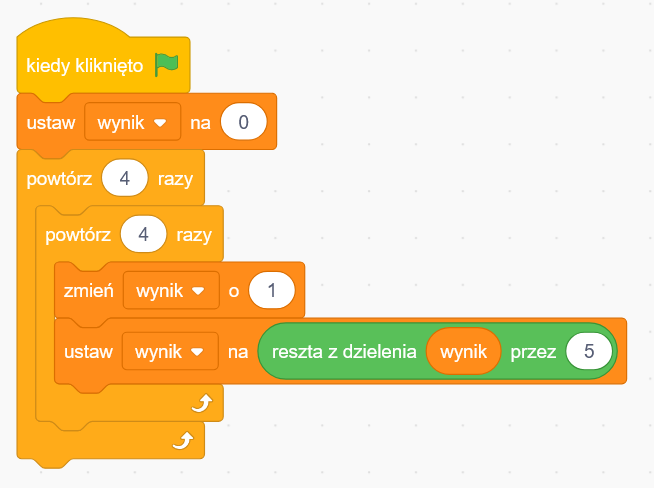 kiedy kliknięto
ustaw wynik na 0
powtórz 4 razy
powtórz 4 razy
zmień wynik o 1
ustaw wynik na reszta z dzielenia wynik przez 5